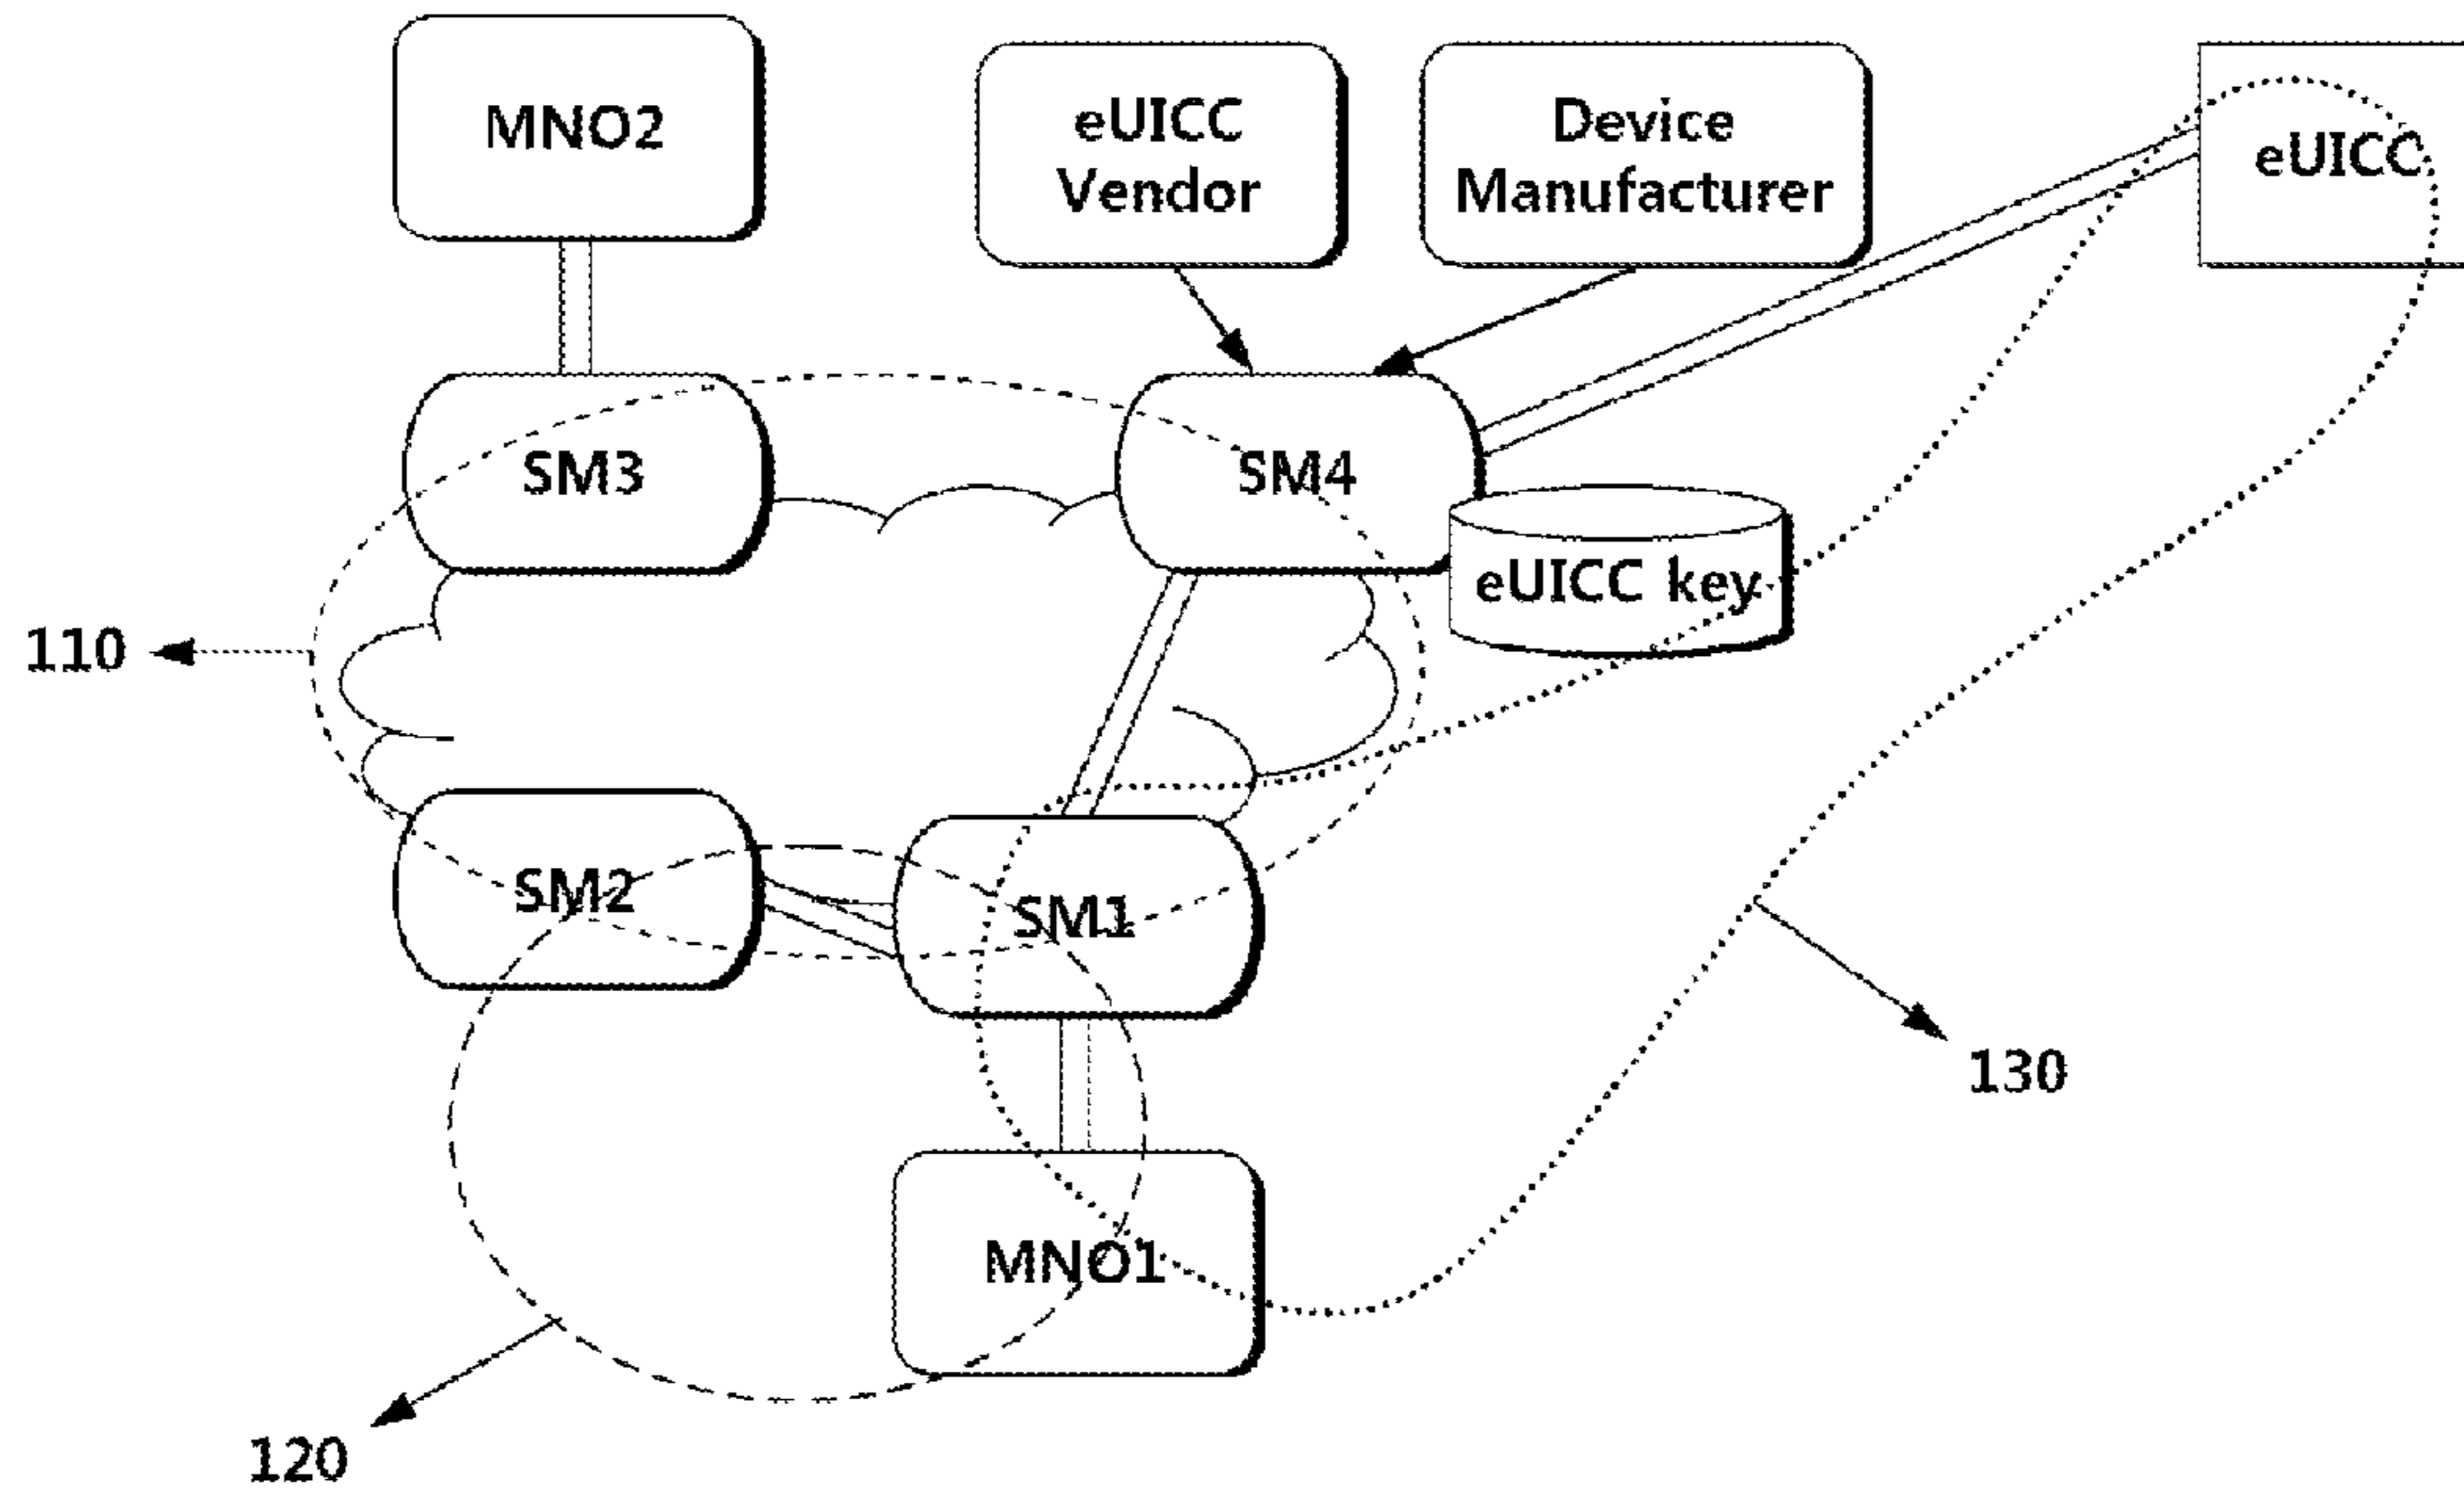 MNO2
eUICC
Vendor
Device
Manufacturer
eUICC
SM3
SM4
eUICC key
110
SM2
SM1
130
MNO1
120